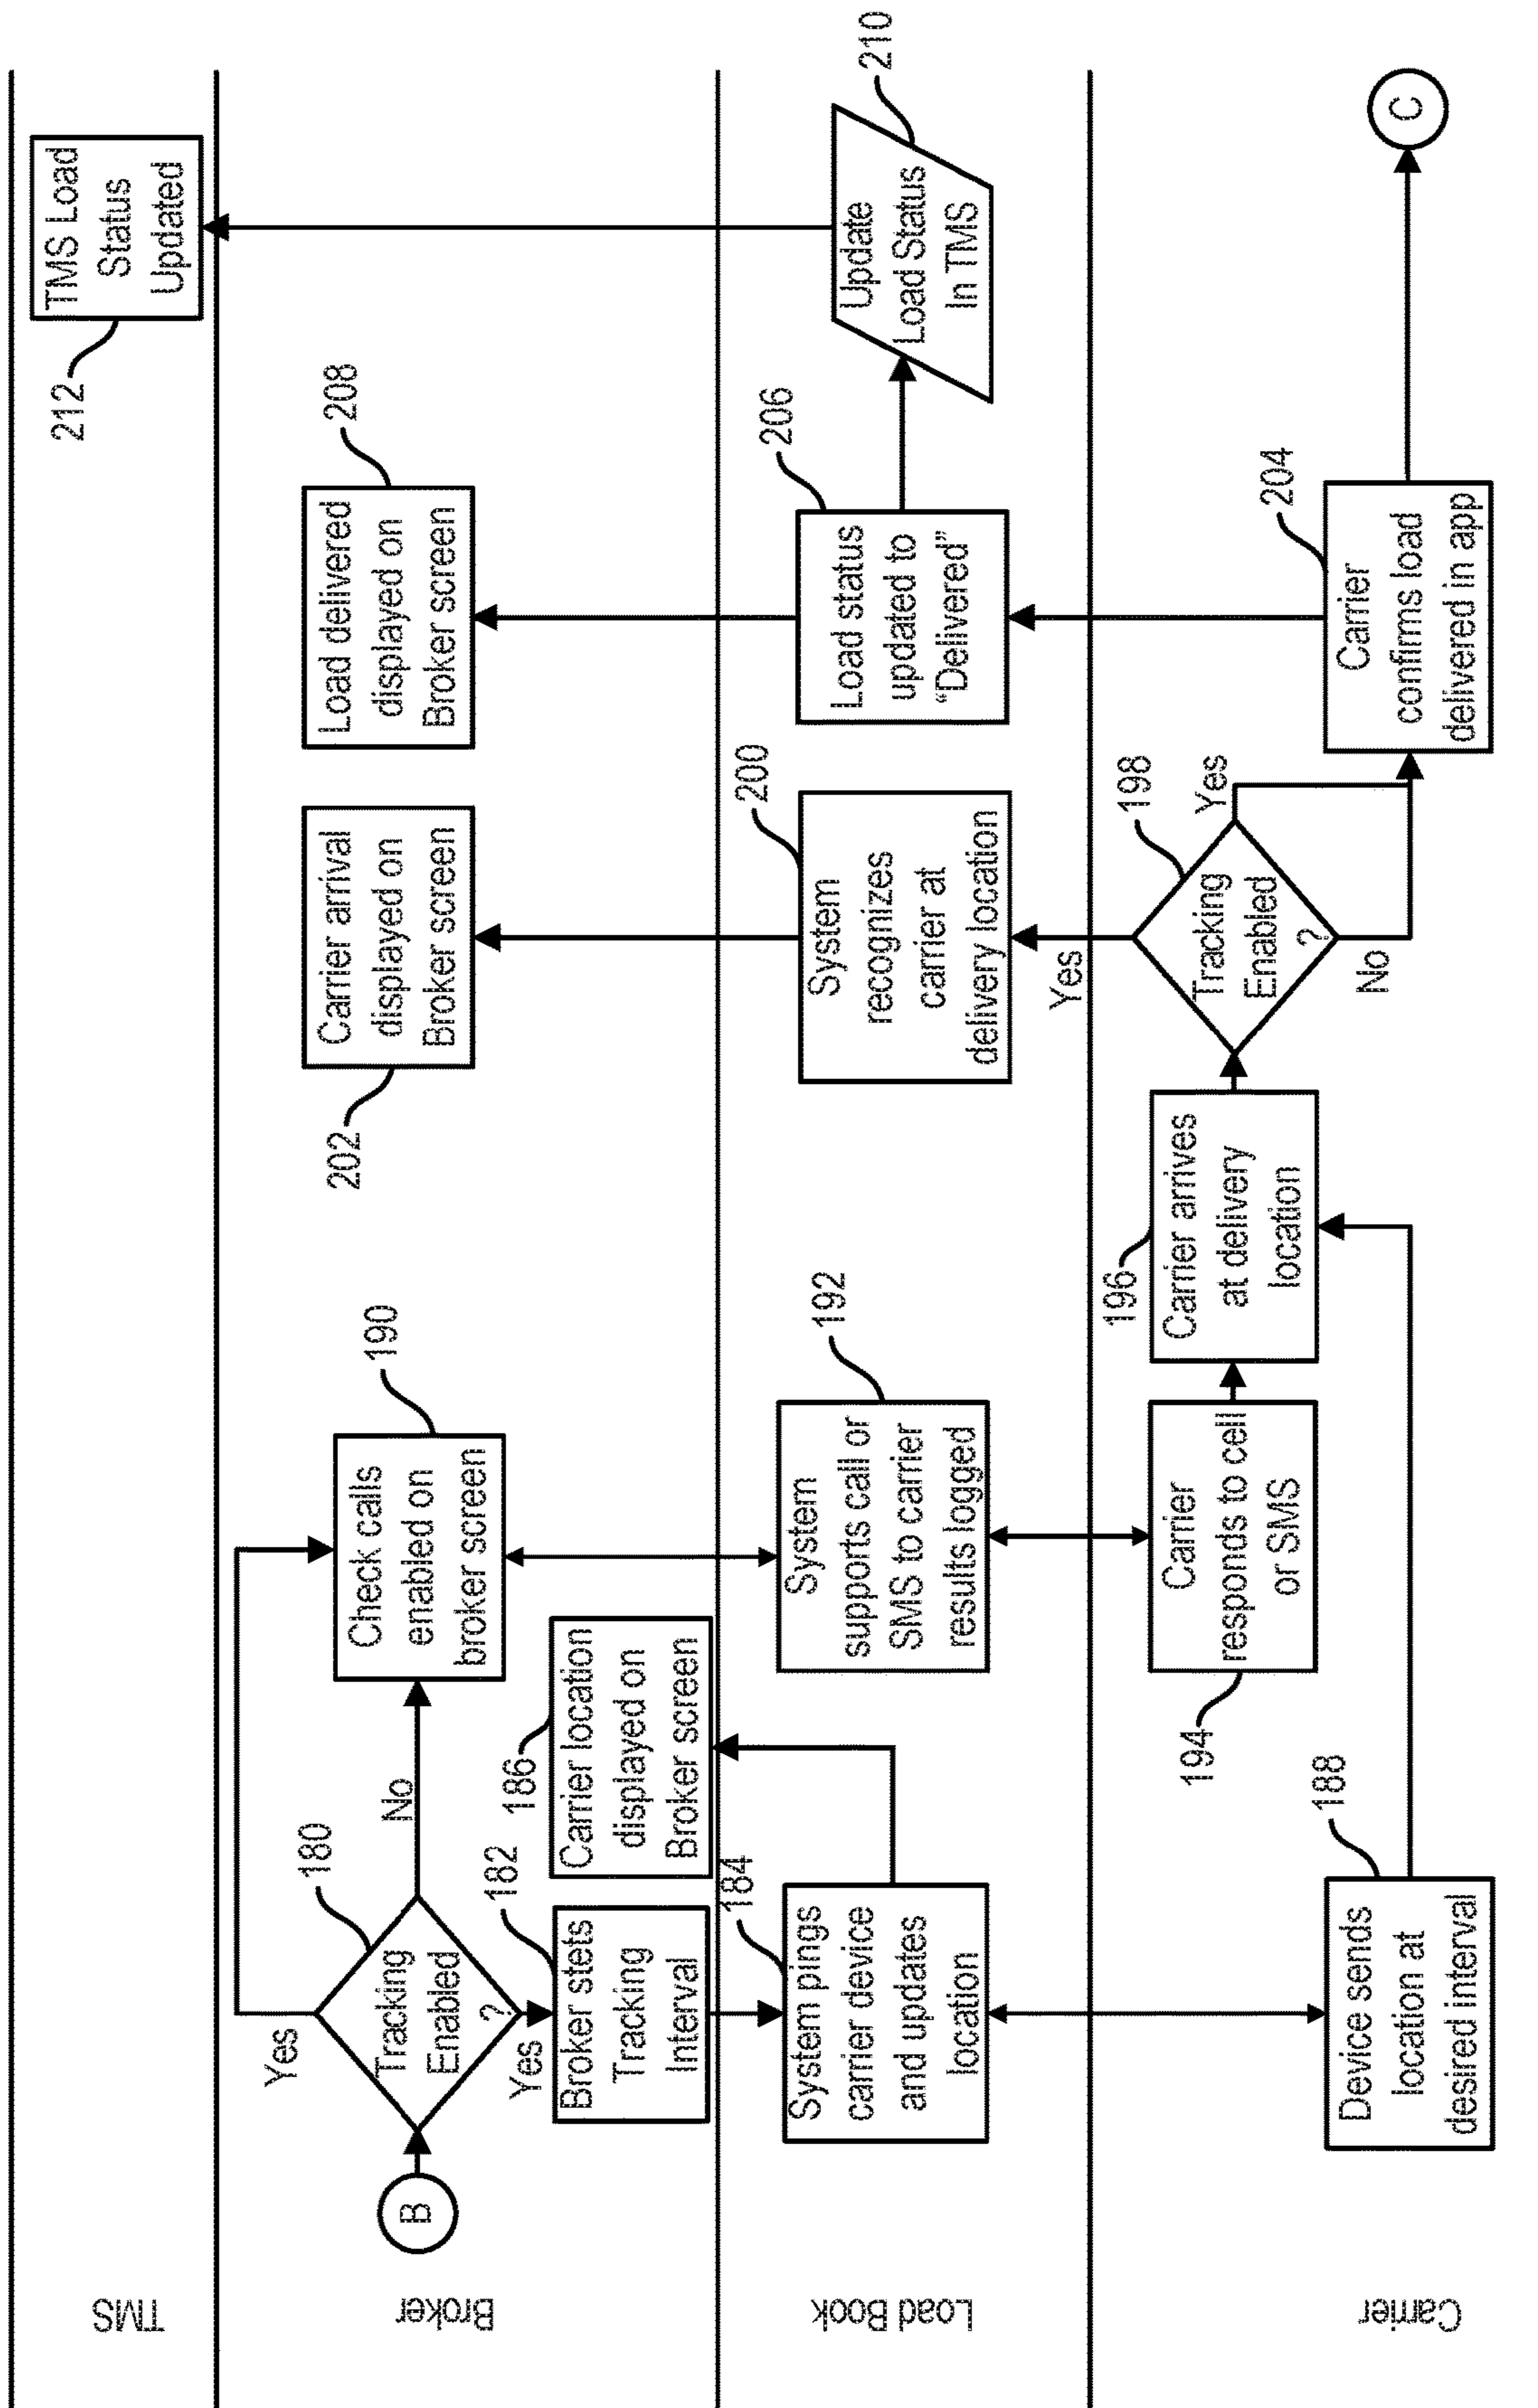 TMS
212
TMS Load
Status
Updated
Broker
B
180
Tracking
Enabled
?
Yes
No
Yes
182
Broker stets
Tracking
Interval
186
Carrier location
displayed on
Broker screen
190
Check calls
enabled on
broker screen
202
Carrier arrival
displayed on
Broker screen
208
Load delivered
displayed on
Broker screen
Load Book
184
System pings
carrier device
and updates
location
192
System
supports call or
SMS to carrier
results logged
200
System
recognizes
carrier at
delivery location
206
Load status
updated to
“Delivered”
210
Update
Load Status
In TMS
Carrier
188
Device sends
location at
desired interval
194
Carrier
responds to cell
or SMS
196
Carrier arrives
at delivery
location
198
Tracking
Enabled
?
Yes
Yes
No
204
Carrier
confirms load
delivered in app
C